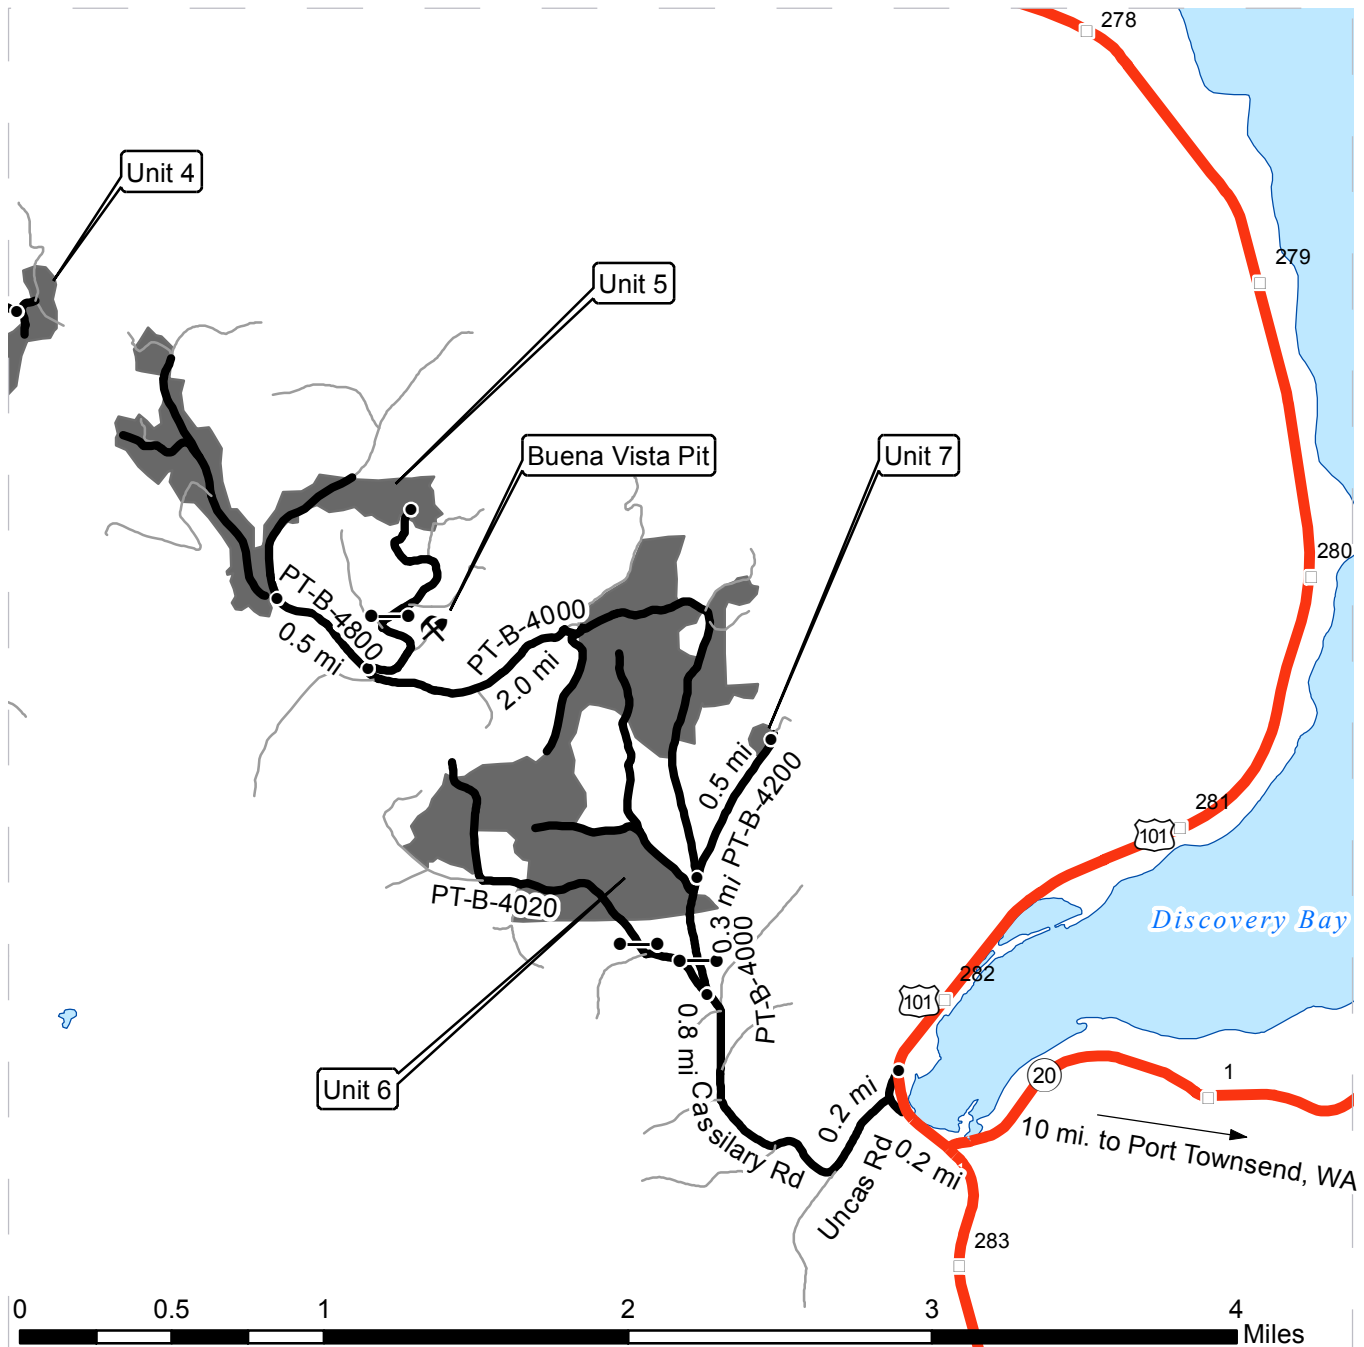 278
Unit 4
279
Unit 5
Buena Vista Pit
Unit 7
280
PT-B-4800
0.5 mi
PT-B-4000
2.0 mi
0.5 mi
PT-B-4200
281
101
PT-B-4020
0.3 mi
PT-B-4000
Discovery Bay
282
101
0.8 mi
Unit 6
Cassilary Rd
0.2 mi
Uncas Rd
0.2 mi
20
1
10 mi. to Port Townsend, WA
283
0 0.5 1 2 3 4
Miles